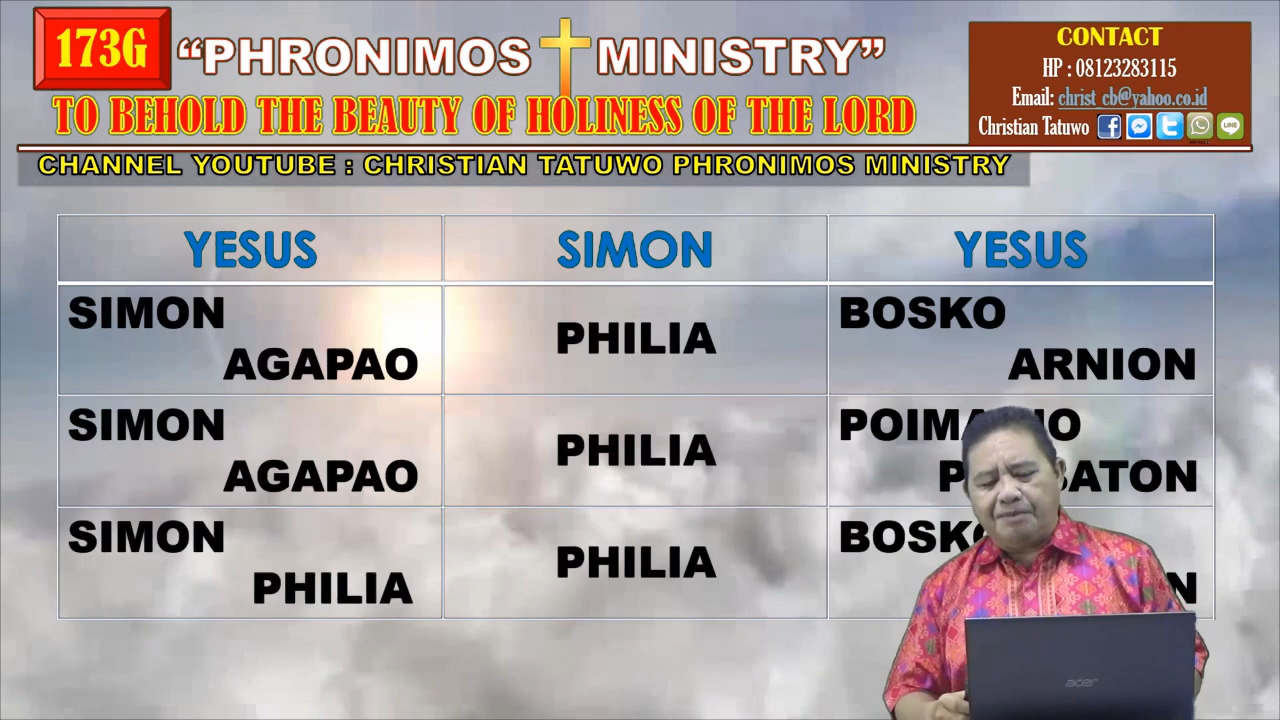 173G
“PHRONIMOS MINISTRY”
TO BEHOLD THE BEAUTY OF HOLINESS OF THE LORD
CONTACT
HP : 08123283115
Email: christ_cb@yahoo.co.id
Christian Tatuwo
CHANNEL YOUTUBE : CHRISTIAN TATUWO PHRONIMOS MINISTRY
YESUS SIMON YESUS
SIMON
AGAPAO
PHILIA
BOSKO
ARNION
SIMON
AGAPAO
PHILIA
SIMON
PHILIA
PHILIA
acer